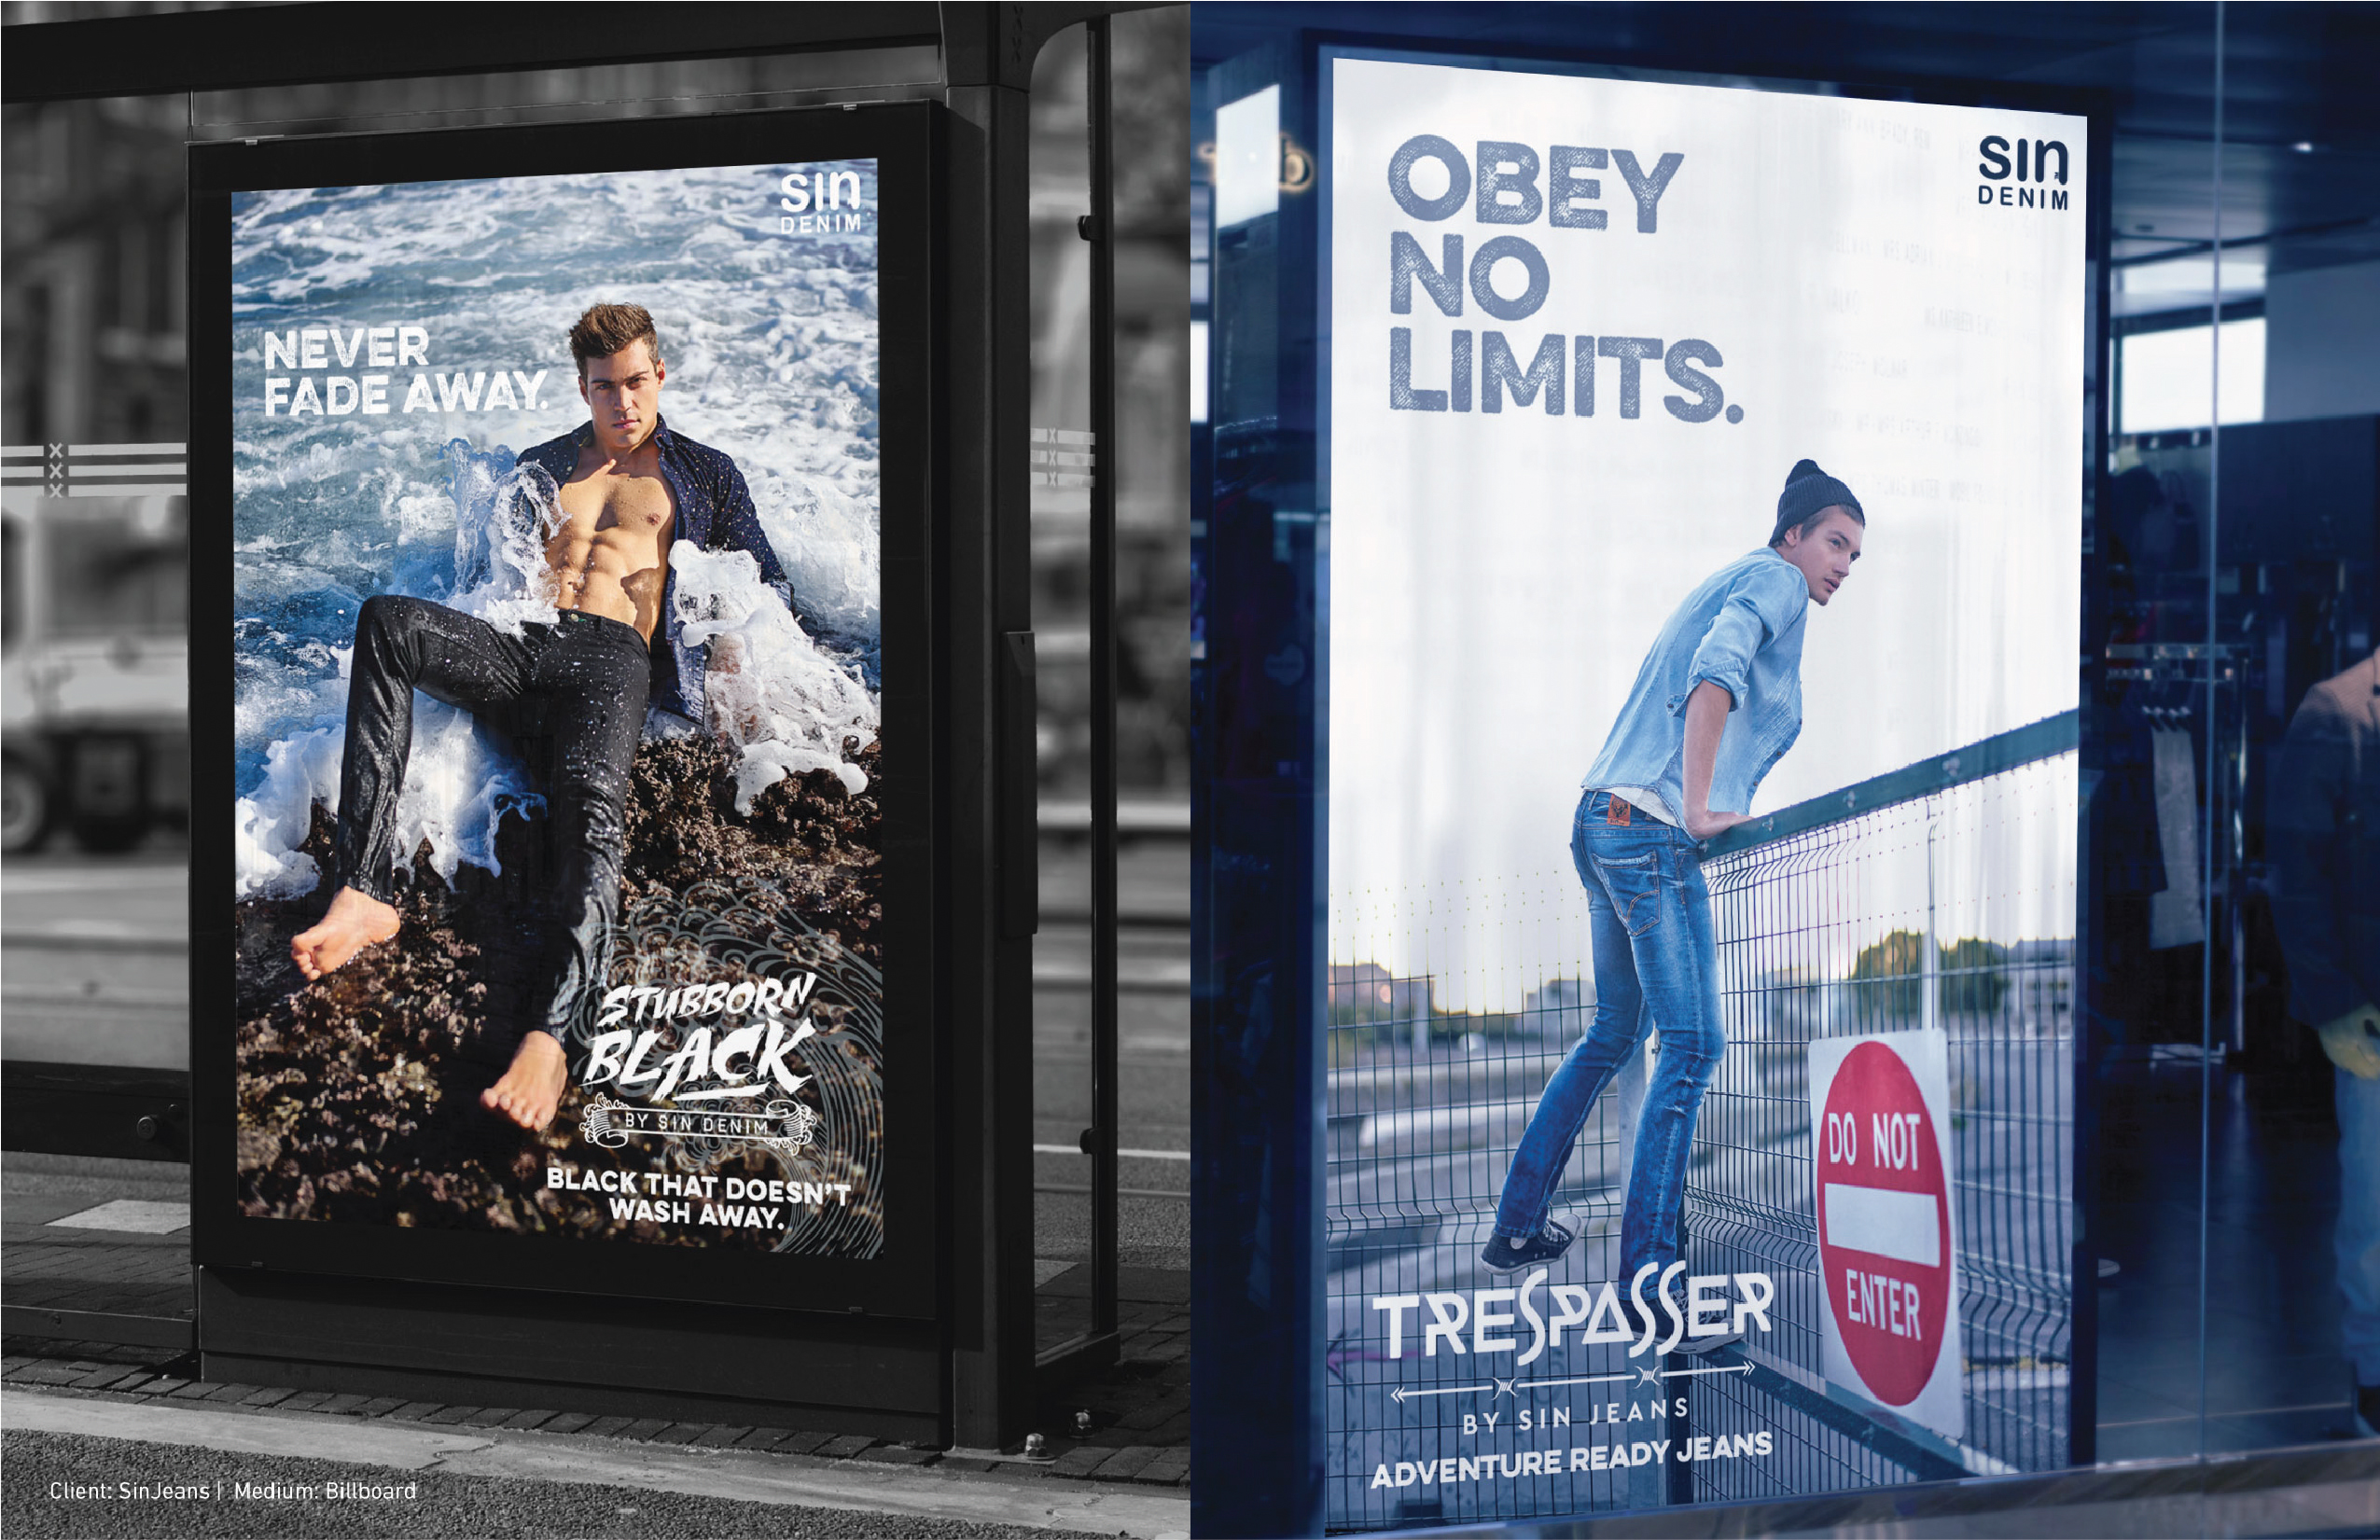 sin
DENIM
NEVER
FADE AWAY.
STUBBORN
BLACK
BY SIN DENIM
BLACK THAT DOESN'T
WASH AWAY.
Client: SinJeans | Medium: Billboard
OBEY
NO
LIMITS.
sin
DENIM
DO NOT
ENTER
TRESPASSER
BY SIN JEANS
ADVENTURE READY JEANS